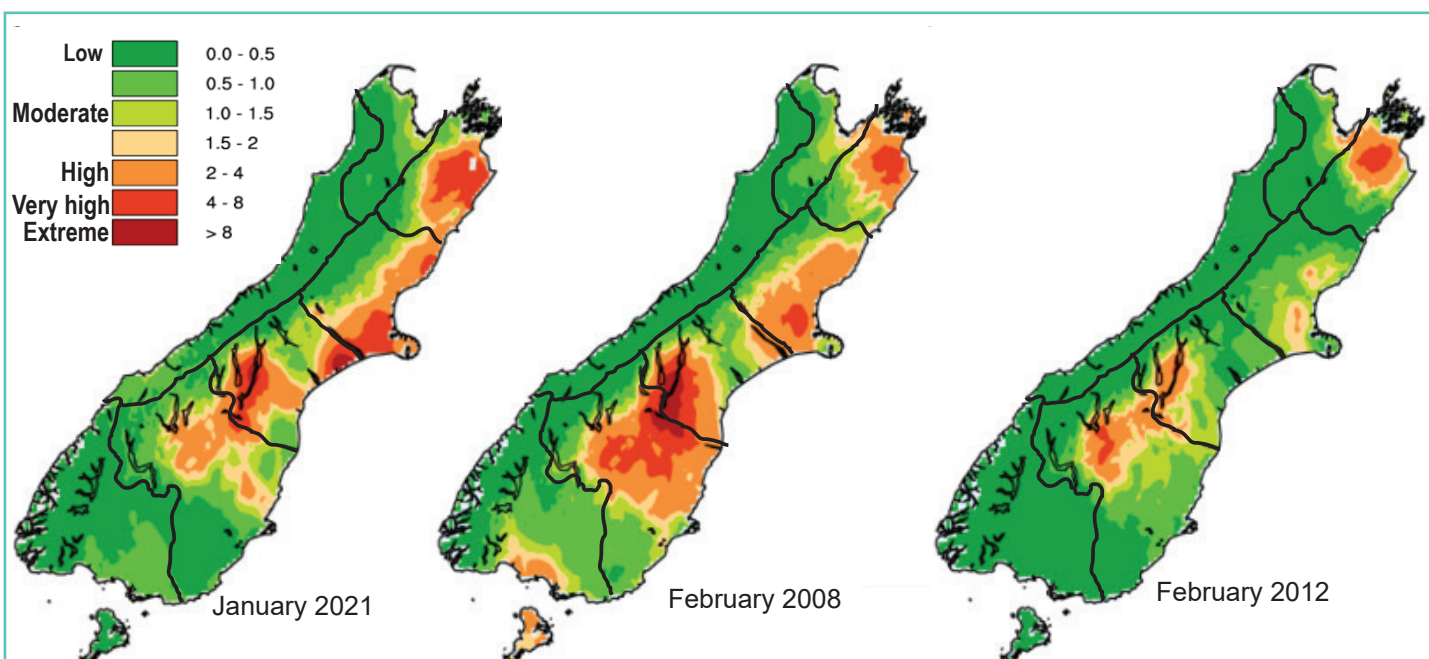 Low 0.0 - 0.5
0.5 - 1.0
Moderate 1.0 - 1.5
1.5 - 2
High 2 - 4
Very high 4 - 8
Extreme > 8
January 2021
February 2008
February 2012